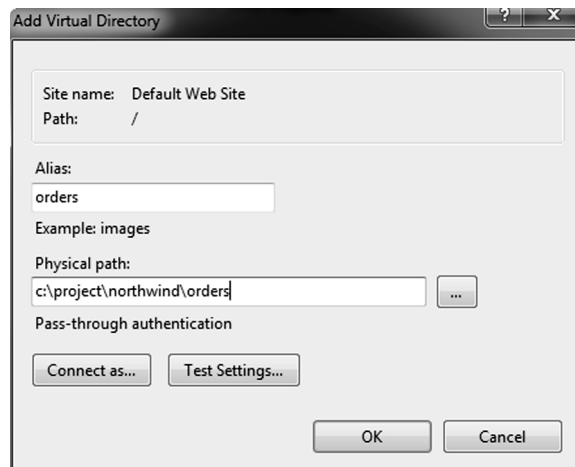 Add Virtual Directory
? x
Site name: Default Web Site
Path: /
Alias:
orders
Example: images
Physical path:
c:\project\northwind\orders
...
Pass-through authentication
Connect as... Test Settings...
OK Cancel